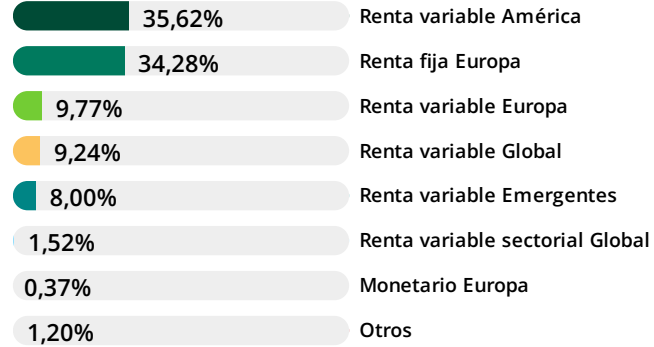 35,62% Renta variable América
34,28% Renta fija Europa
9,77% Renta variable Europa
9,24% Renta variable Global
8,00% Renta variable Emergentes
1,52% Renta variable sectorial Global
0,37% Monetario Europa
1,20% Otros